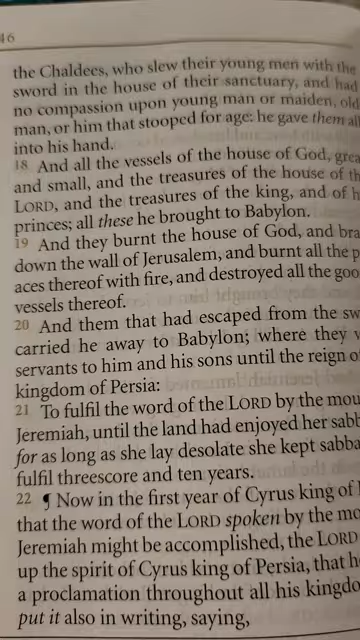 46
the Chaldees, who slew their young men with the
sword in the house of their sanctuary, and had
no compassion upon young man or maiden, old
man, or him that stooped for age: he gave them all
into his hand.
18 And all the vessels of the house of God, grea
and small, and the treasures of the house of th
LORD, and the treasures of the king, and of h
princes; all these he brought to Babylon.
19 And they burnt the house of God, and bra
down the wall of Jerusalem, and burnt all the p
aces thereof with fire, and destroyed all the goo
vessels thereof.
20 And them that had escaped from the sw
carried he away to Babylon; where they w
servants to him and his sons until the reign o
kingdom of Persia:
21 To fulfil the word of the LORD by the mou
Jeremiah, until the land had enjoyed her sabb
for as long as she lay desolate she kept sabba
fulfil threescore and ten years.
22 ¶ Now in the first year of Cyrus king of
that the word of the LORD spoken by the mo
Jeremiah might be accomplished, the LORD
up the spirit of Cyrus king of Persia, that h
a proclamation throughout all his kingdo
put it also in writing, saying,